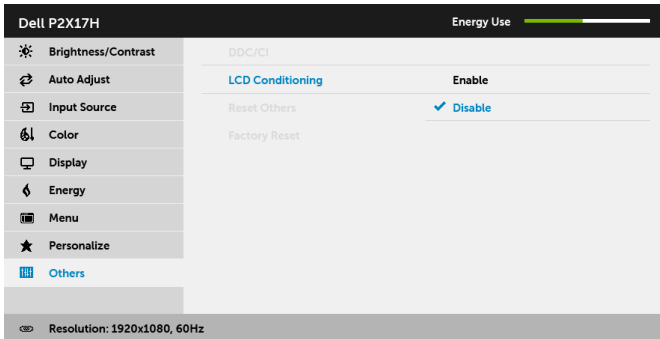 Dell P2X17H
Energy Use
Brightness/Contrast
DDC/CI
Auto Adjust
LCD Conditioning
Enable
Input Source
Reset Others
Disable
Color
Factory Reset
Display
Energy
Menu
Personalize
Others
Resolution: 1920x1080, 60Hz